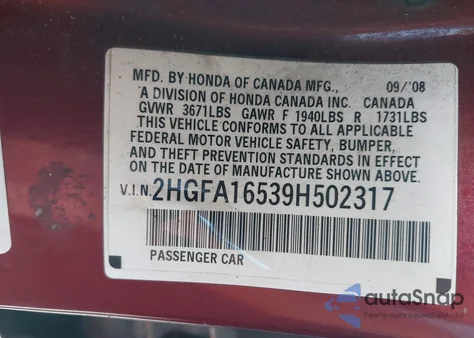 MFD. BY HONDA OF CANADA MFG., 09/'08
A DIVISION OF HONDA CANADA INC. CANADA
GVWR 3671LBS GAWR F 1940LBS R 1731LBS
THIS VEHICLE CONFORMS TO ALL APPLICABLE
FEDERAL MOTOR VEHICLE SAFETY, BUMPER,
AND THEFT PREVENTION STANDARDS IN EFFECT
ON THE DATE OF MANUFACTURE SHOWN ABOVE.
V.I.N. 2HGFA16539H502317
PASSENGER CAR
autoSnap